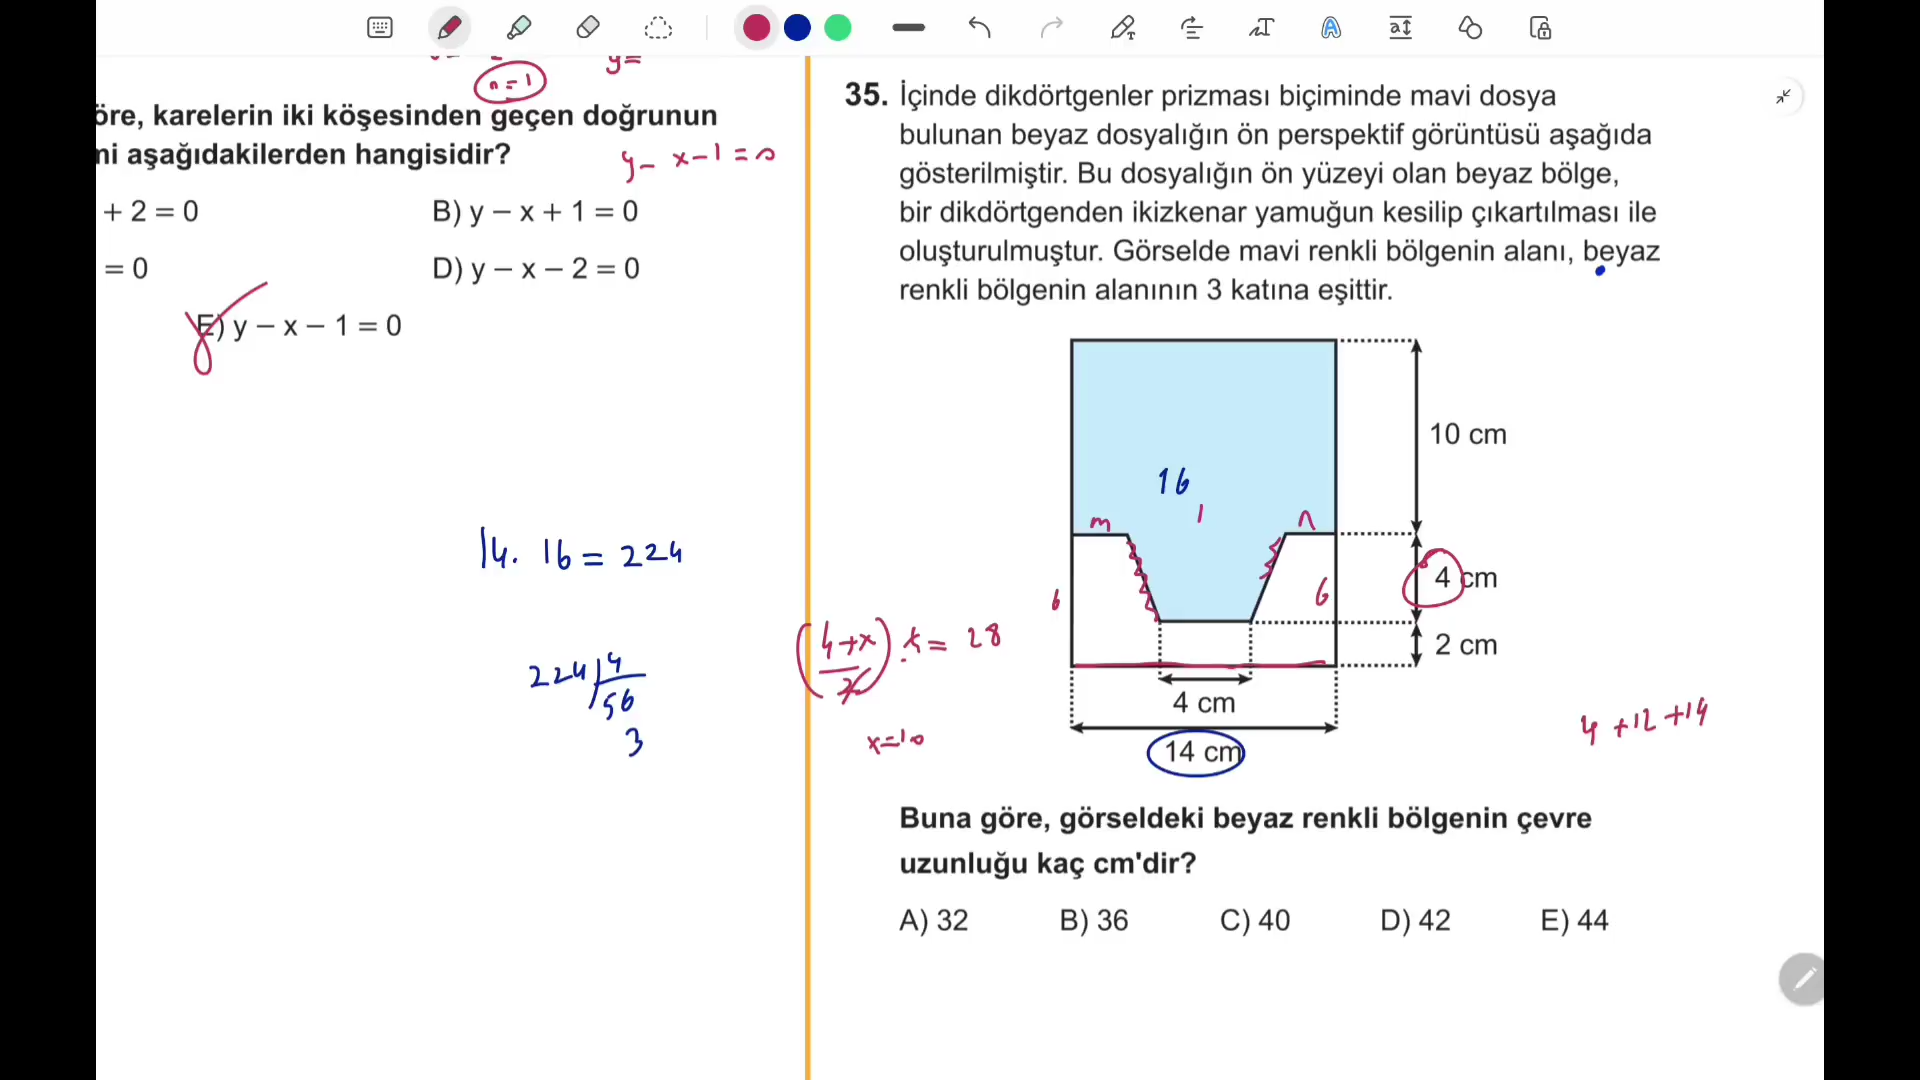 n = 1
y=
öre, karelerin iki köşesinden geçen doğrunun
ni aşağıdakilerden hangisidir?
y - x - 1 = 0
+ 2 = 0
B) y – x + 1 = 0
= 0
D) y – x – 2 = 0
E) y – x – 1 = 0
14. 16 = 224
224 4
56
3
35. İçinde dikdörtgenler prizması biçiminde mavi dosya
bulunan beyaz dosyalığın ön perspektif görüntüsü aşağıda
gösterilmiştir. Bu dosyalığın ön yüzeyi olan beyaz bölge,
bir dikdörtgenden ikizkenar yamuğun kesilip çıkartılması ile
oluşturulmuştur. Görselde mavi renkli bölgenin alanı, beyaz
renkli bölgenin alanının 3 katına eşittir.
10 cm
16
m
n
4 cm
6
6
2 cm
4 cm
14 cm
(4+x/2) . 4 = 28
x=10
4 +12 +14
Buna göre, görseldeki beyaz renkli bölgenin çevre
uzunluğu kaç cm'dir?
A) 32 B) 36 C) 40 D) 42 E) 44